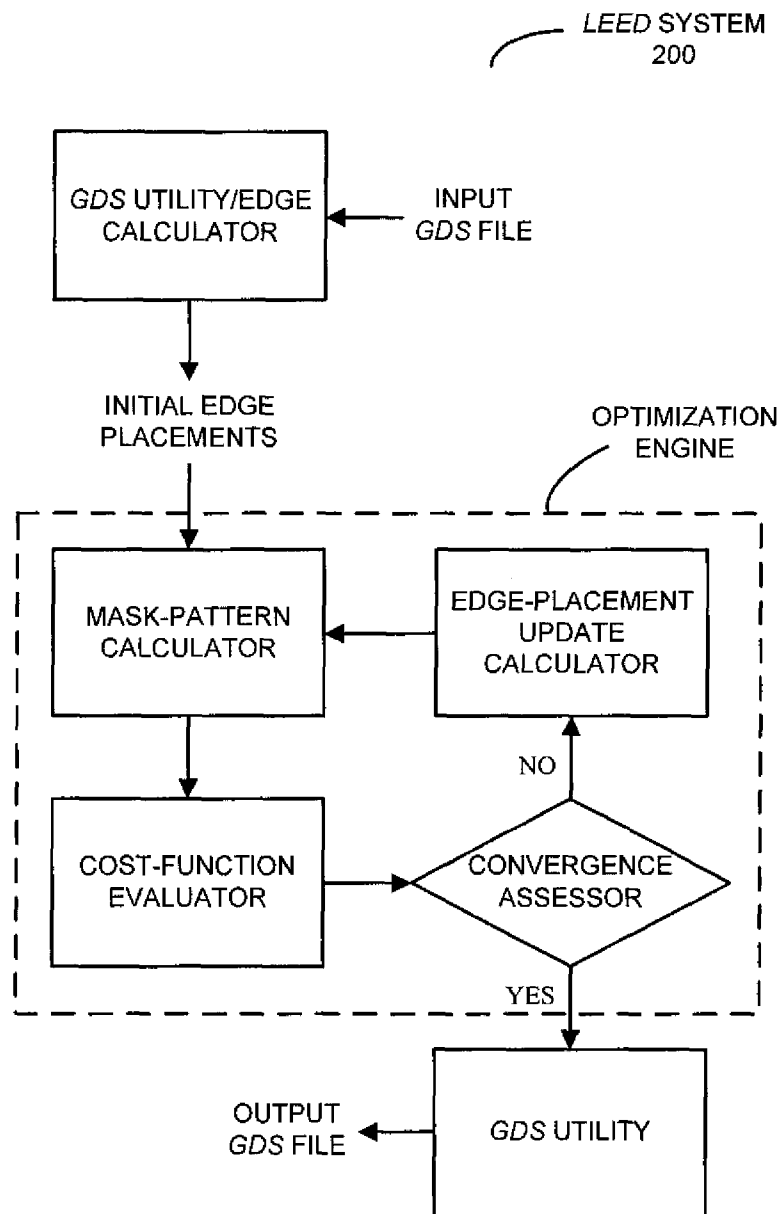 LEED SYSTEM
200
GDS UTILITY/EDGE
CALCULATOR
INPUT
GDS FILE
INITIAL EDGE
PLACEMENTS
OPTIMIZATION
ENGINE
MASK-PATTERN
CALCULATOR
EDGE-PLACEMENT
UPDATE
CALCULATOR
NO
COST-FUNCTION
EVALUATOR
CONVERGENCE
ASSESSOR
YES
OUTPUT
GDS FILE
GDS UTILITY